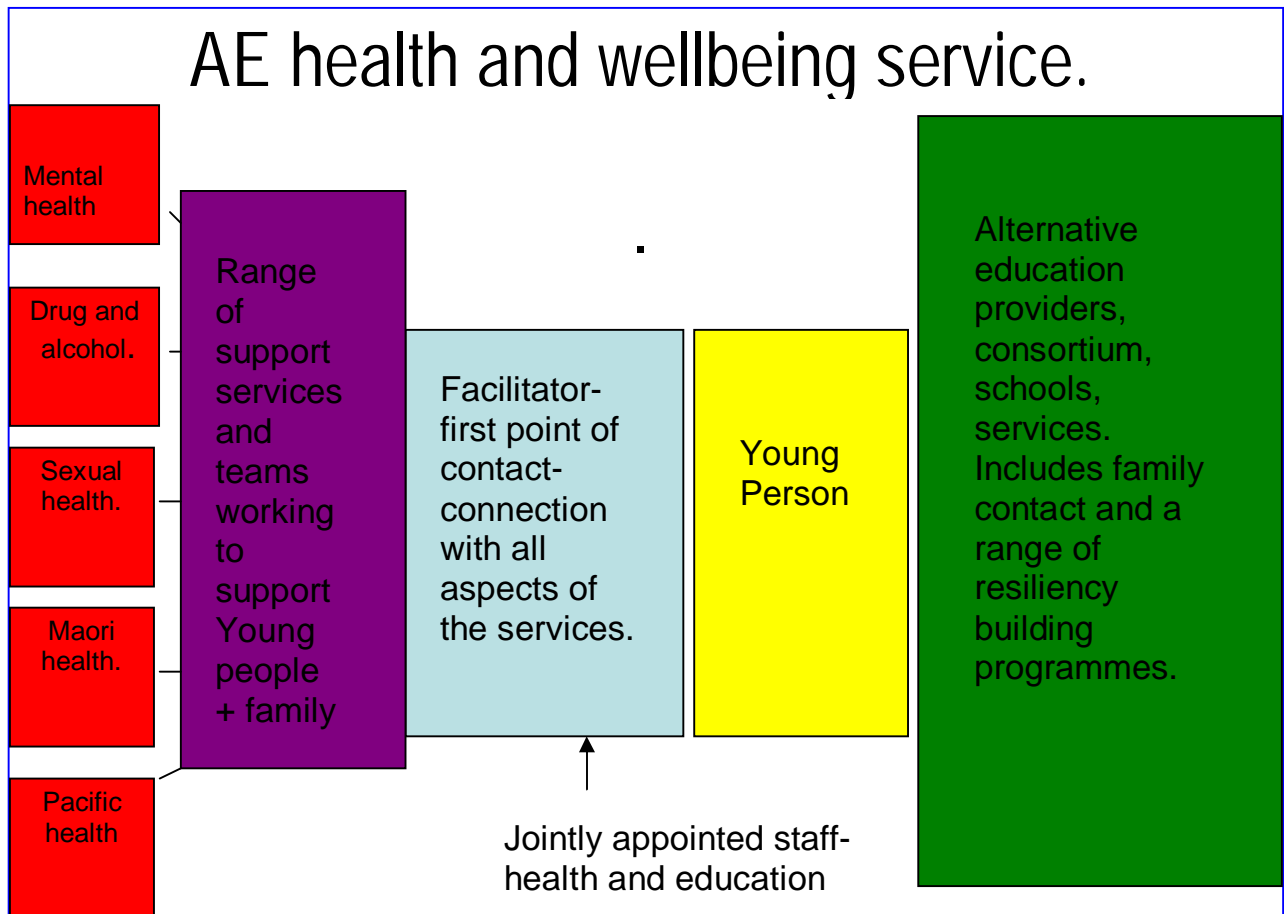 AE health and wellbeing service.
Mental
health
Drug and
alcohol.
Sexual
health.
Maori
health.
Pacific
health
Range
of
support
services
and
teams
working
to
support
Young
people
+ family
Facilitator-
first point of
contact-
connection
with all
aspects of
the services.
Young
Person
Alternative
education
providers,
consortium,
schools,
services.
Includes family
contact and a
range of
resiliency
building
programmes.
Jointly appointed staff-
health and education